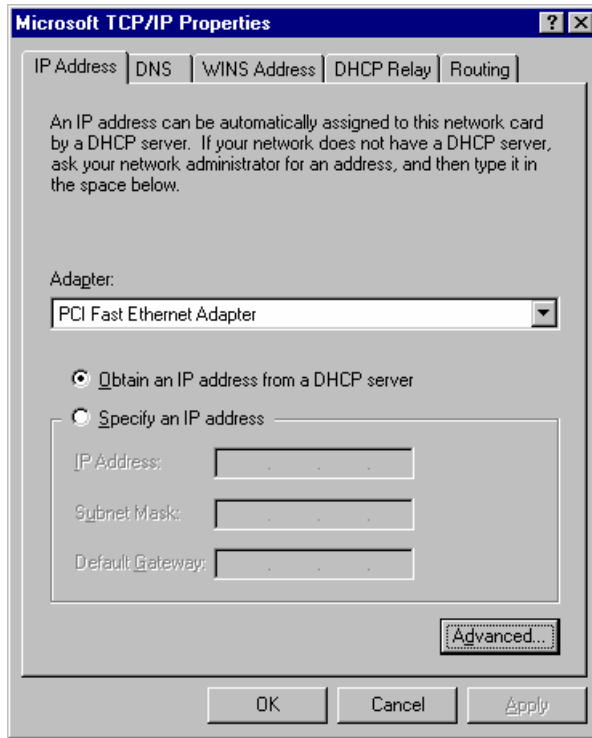 Microsoft TCP/IP Properties
IP Address DNS WINS Address DHCP Relay Routing
An IP address can be automatically assigned to this network card
by a DHCP server. If your network does not have a DHCP server,
ask your network administrator for an address, and then type it in
the space below.
Adapter:
PCI Fast Ethernet Adapter
Obtain an IP address from a DHCP server
Specify an IP address
IP Address:
Subnet Mask:
Default Gateway:
Advanced...
OK Cancel Apply